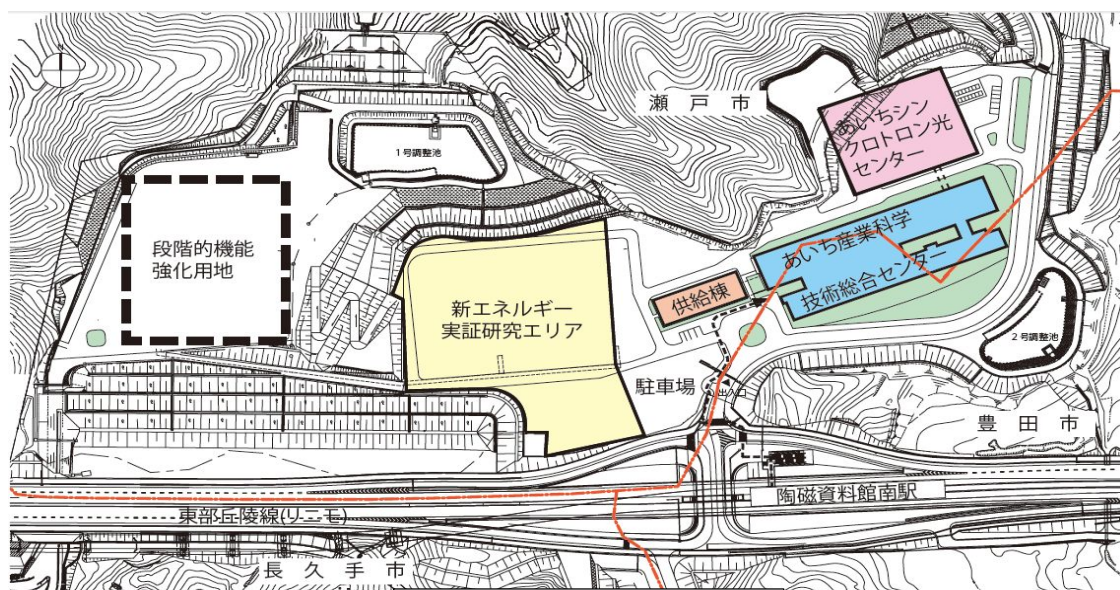 瀬戸市
あいちシン
クロトロン光
センター
1号調整池
段階的機能
強化用地
あいち産業科学
技術総合センター
供給棟
新エネルギー
実証研究エリア
2号調整池
駐車場
豊田市
陶磁資料館南駅
東部丘陵線(リニモ)
長久手市